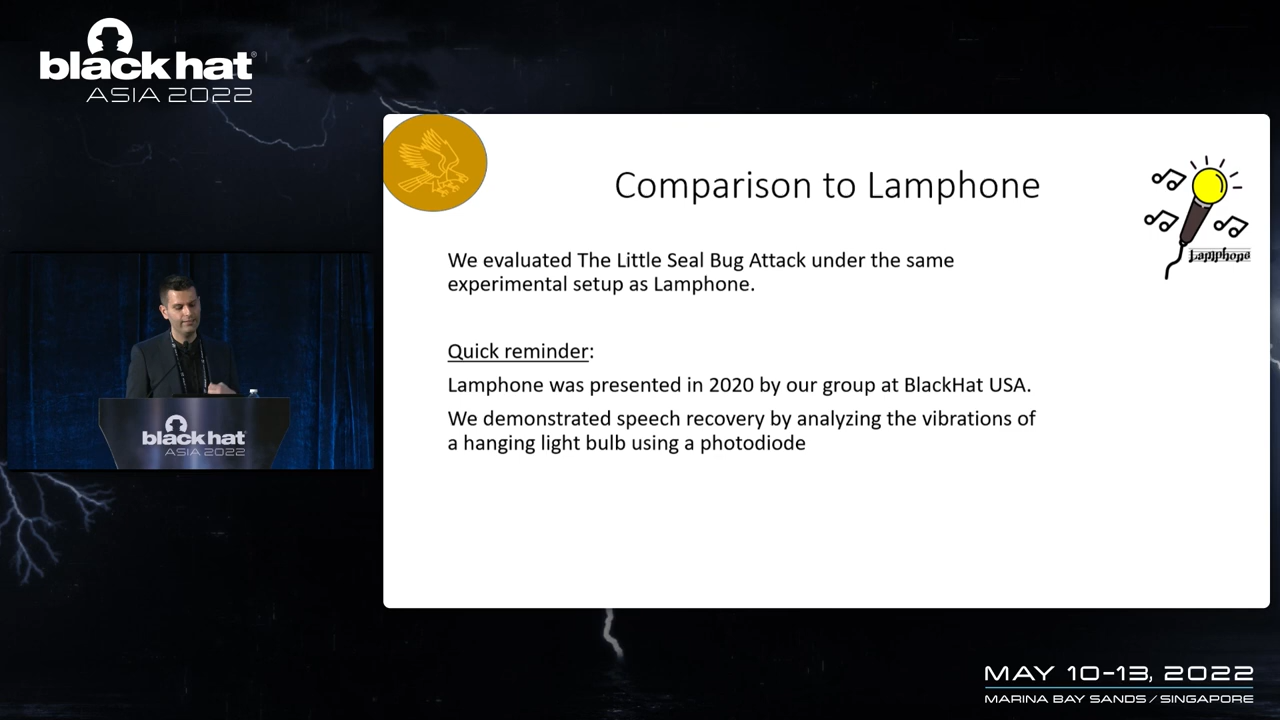 black hat®
ASIA 2022
Comparison to Lamphone
Lamphone
We evaluated The Little Seal Bug Attack under the same
experimental setup as Lamphone.
Quick reminder:
Lamphone was presented in 2020 by our group at BlackHat USA.
We demonstrated speech recovery by analyzing the vibrations of
a hanging light bulb using a photodiode
black hat
ASIA 2022
MAY 10-13, 2022
MARINA BAY SANDS / SINGAPORE